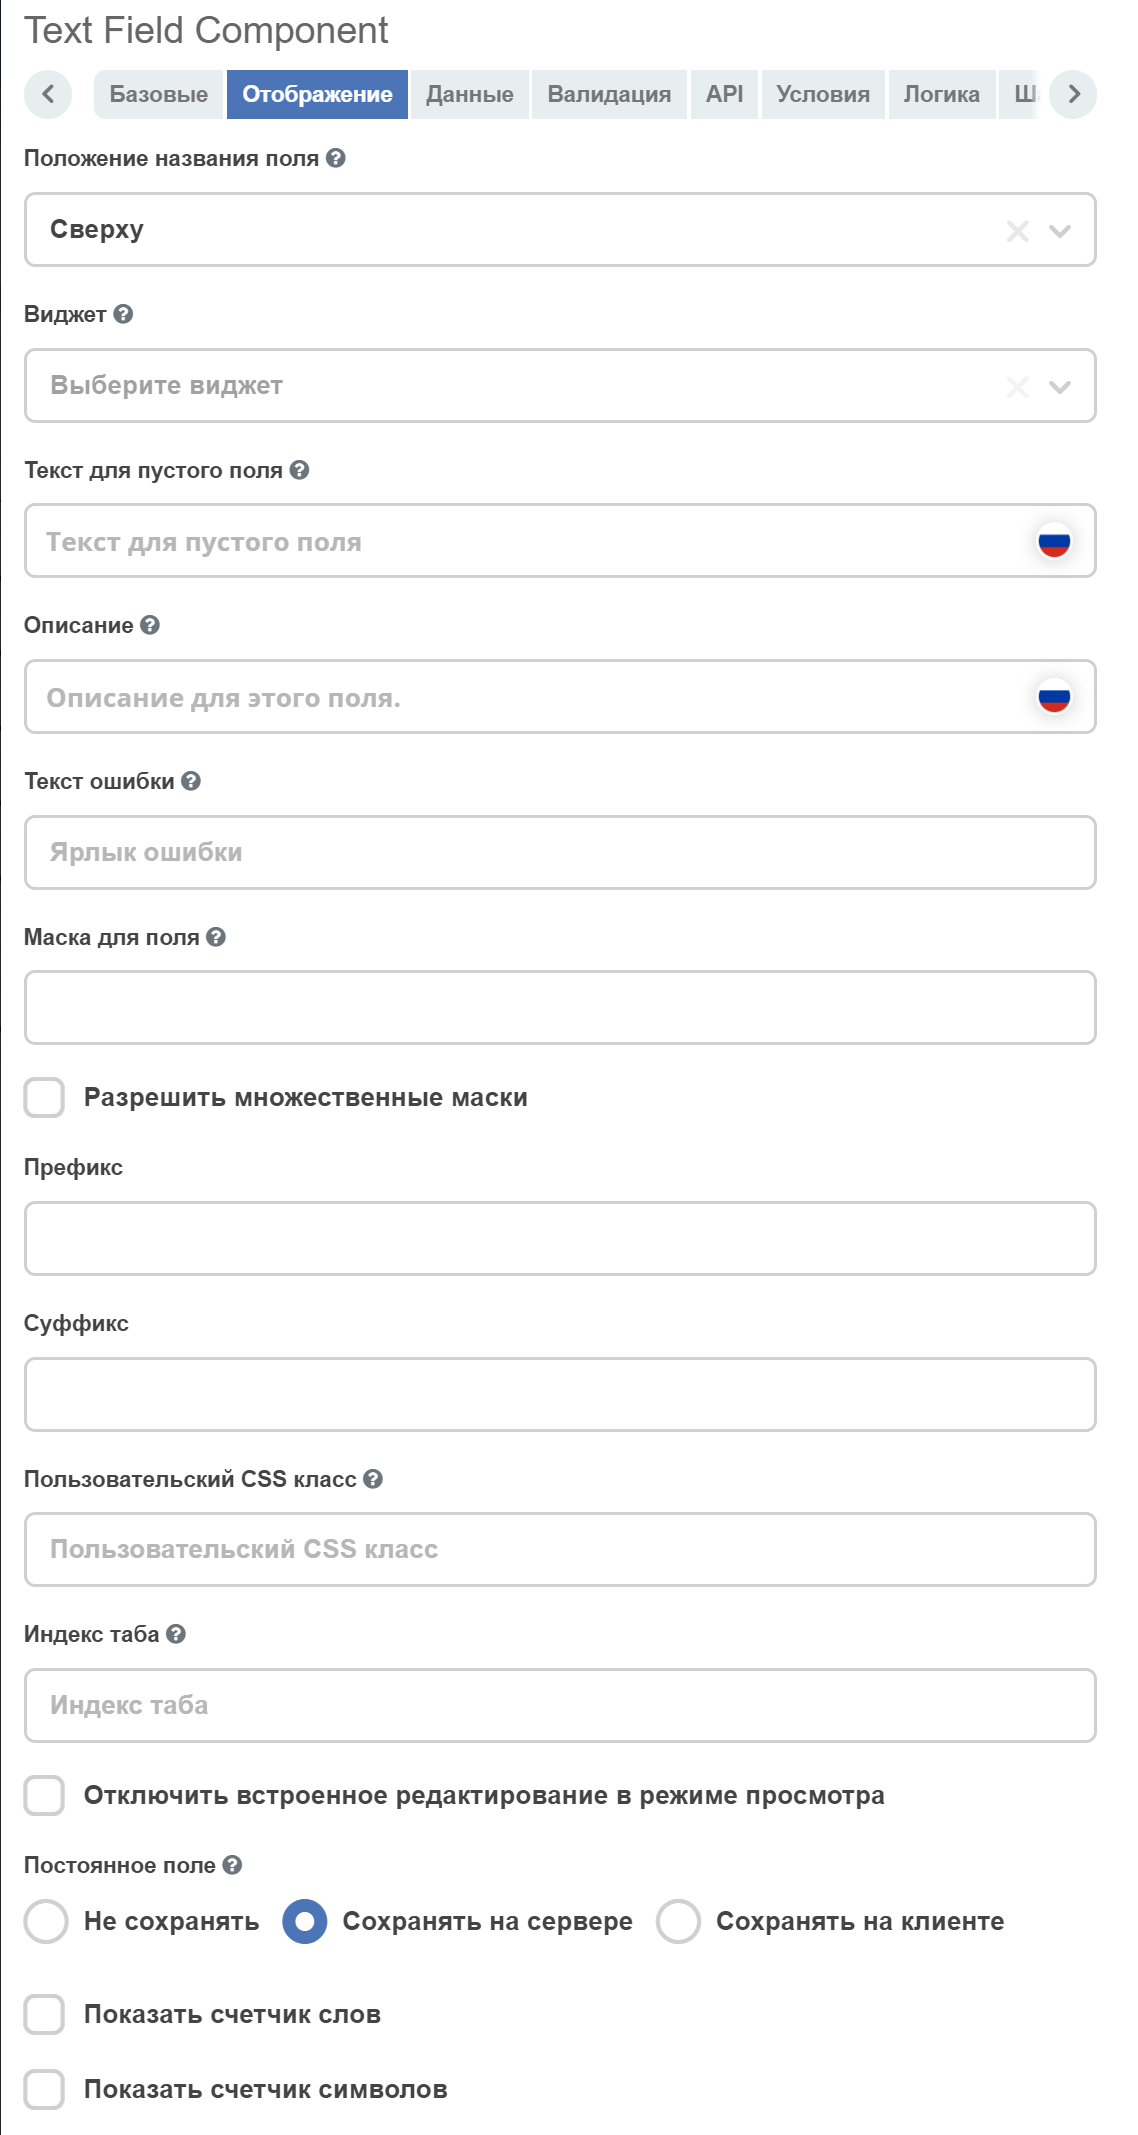 Text Field Component
Базовые Отображение Данные Валидация API Условия Логика
Положение названия поля
Сверху
Виджет
Выберите виджет
Текст для пустого поля
Текст для пустого поля
Описание
Описание для этого поля.
Текст ошибки
Ярлык ошибки
Маска для поля
Разрешить множественные маски
Префикс
Суффикс
Пользовательский CSS класс
Пользовательский CSS класс
Индекс таба
Индекс таба
Отключить встроенное редактирование в режиме просмотра
Постоянное поле
Не сохранять Сохранять на сервере Сохранять на клиенте
Показать счетчик слов
Показать счетчик символов